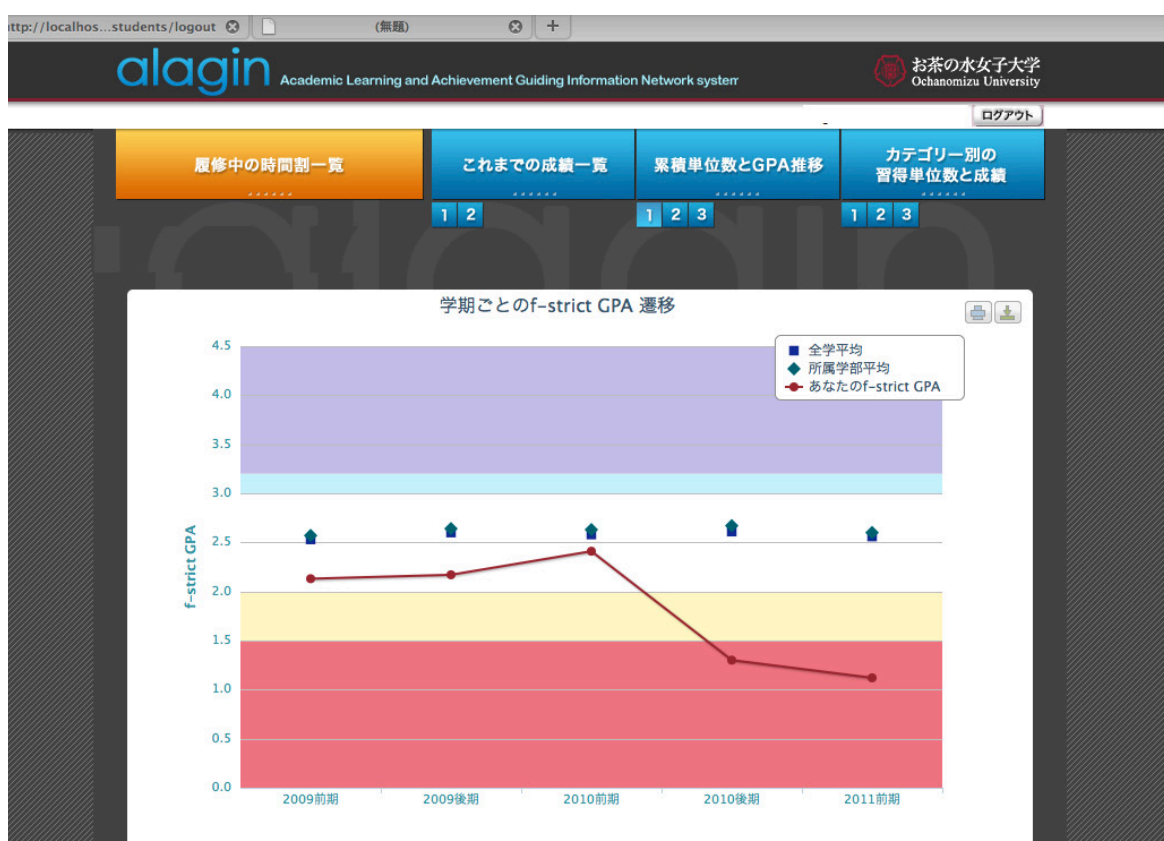 ttp://localhos...students/logout
(無題)
alagin Academic Learning and Achievement Guiding Information Network system
お茶の水女子大学
Ochanomizu University
ログアウト
履修中の時間割一覧
これまでの成績一覧
累積単位数とGPA推移
カテゴリー別の
習得単位数と成績
1 2
1 2 3
1 2 3
alagin
学期ごとのf-strict GPA 遷移
全学平均
所属学部平均
あなたのf-strict GPA
f-strict GPA
4.5
4.0
3.5
3.0
2.5
2.0
1.5
1.0
0.5
0.0
2009前期
2009後期
2010前期
2010後期
2011前期